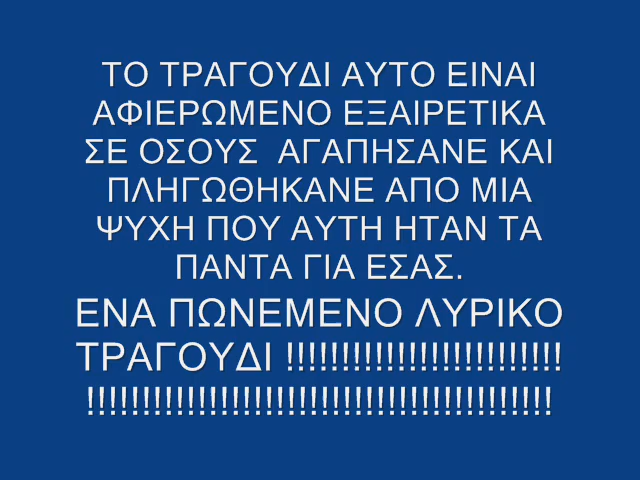 ΤΟ ΤΡΑΓΟΥΔΙ ΑΥΤΟ ΕΙΝΑΙ
ΑΦΙΕΡΩΜΕΝΟ ΕΞΑΙΡΕΤΙΚΑ
ΣΕ ΟΣΟΥΣ  ΑΓΑΠΗΣΑΝΕ ΚΑΙ
ΠΛΗΓΩΘΗΚΑΝΕ ΑΠΟ ΜΙΑ
ΨΥΧΗ ΠΟΥ ΑΥΤΗ ΗΤΑΝ ΤΑ
ΠΑΝΤΑ ΓΙΑ ΕΣΑΣ.
ΕΝΑ ΠΩΝΕΜΕΝΟ ΛΥΡΙΚΟ
ΤΡΑΓΟΥΔΙ !!!!!!!!!!!!!!!!!!!!!!!!!
!!!!!!!!!!!!!!!!!!!!!!!!!!!!!!!!!!!!!!!!!!